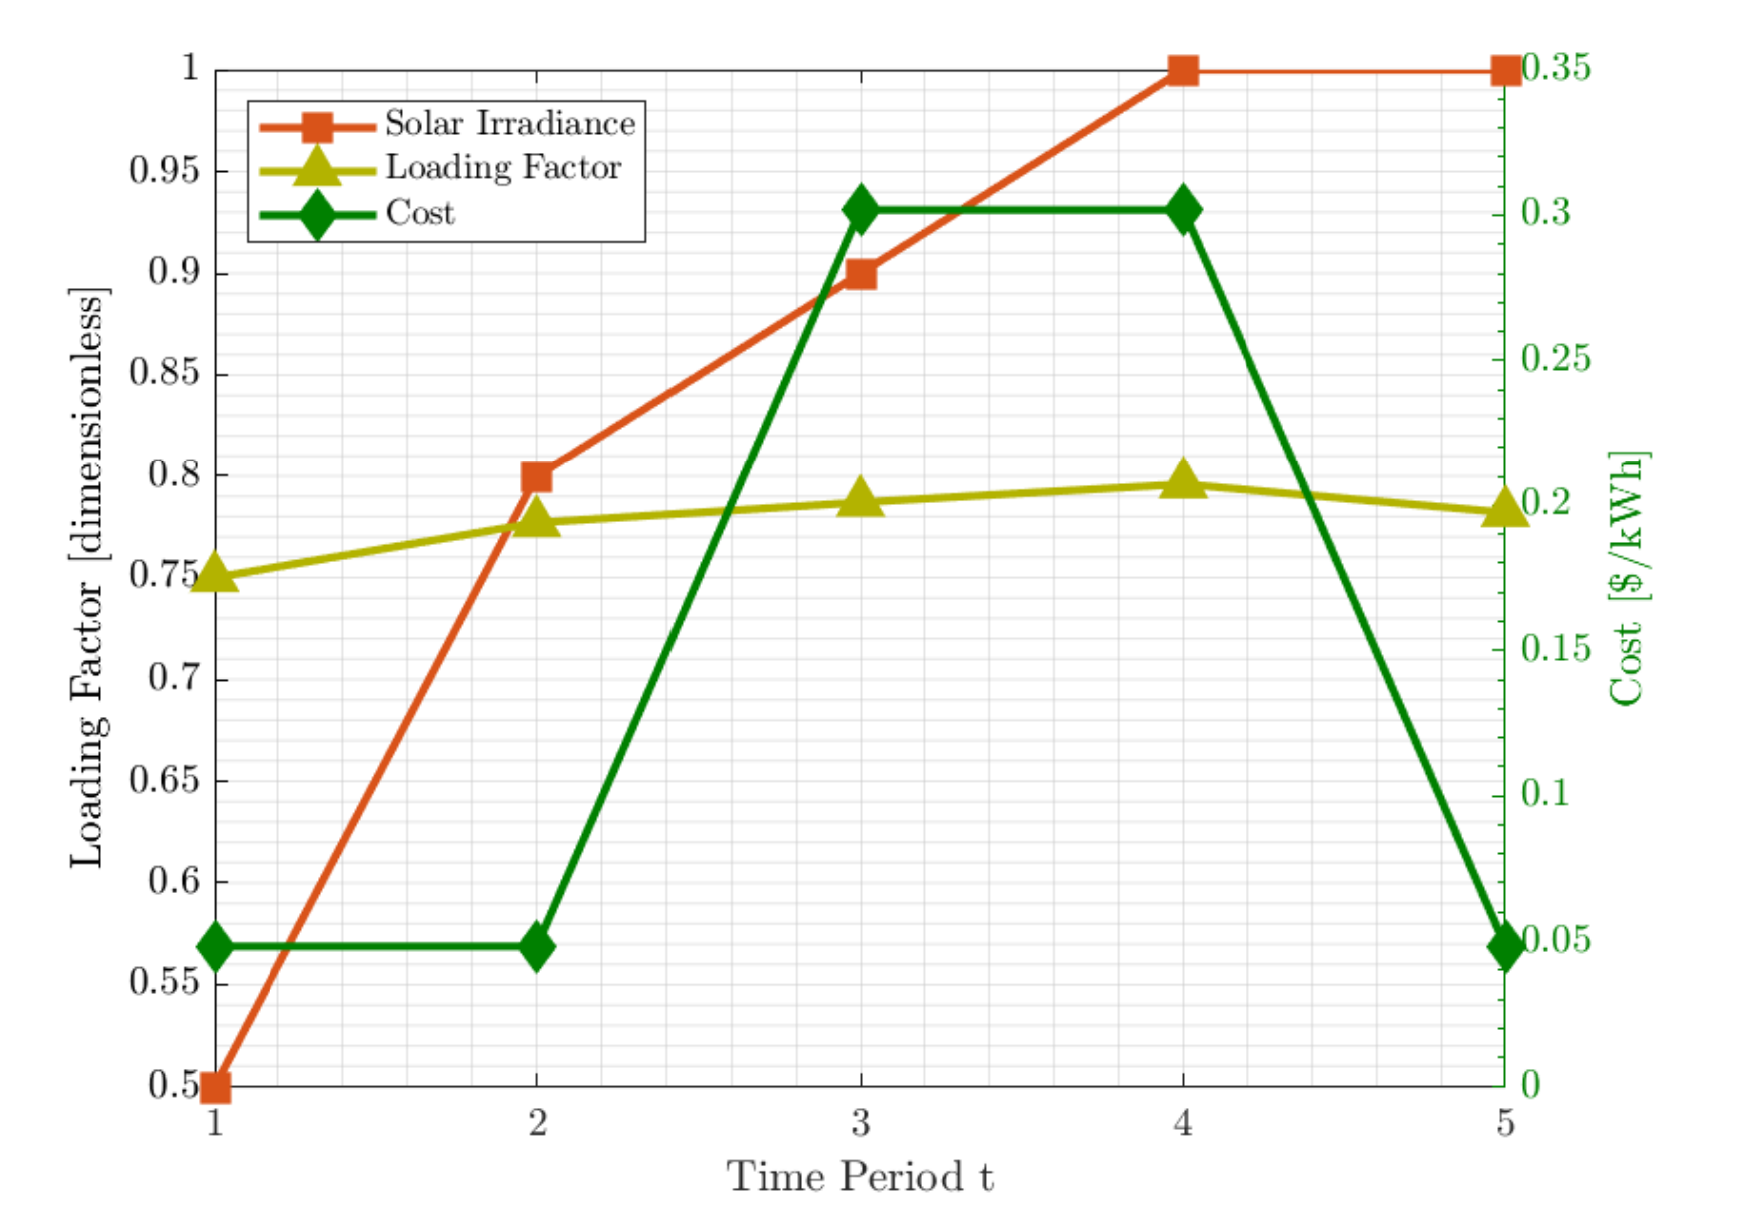 Solar Irradiance
Loading Factor
Cost
1
0.95
0.9
0.85
0.8
0.75
0.7
0.65
0.6
0.55
0.5
Loading Factor [dimensionless]
0.35
0.3
0.25
0.2
0.15
0.1
0.05
0
Cost [$/kWh]
1 2 3 4 5
Time Period t